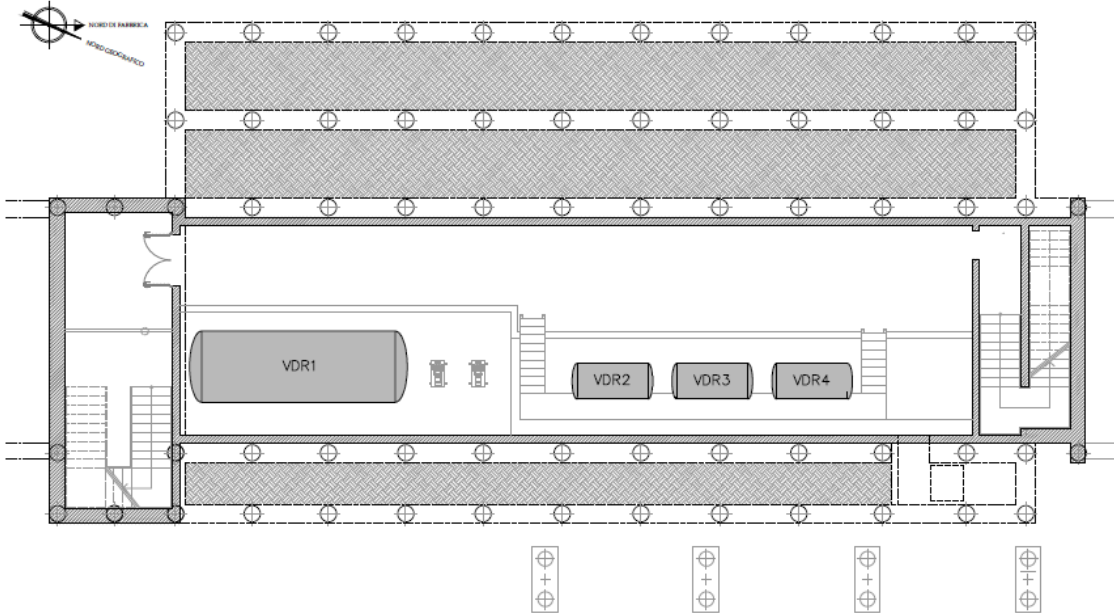 NORD DI FABBRICA
NORD GEOGRAFICO
VDR1
VDR2
VDR3
VDR4